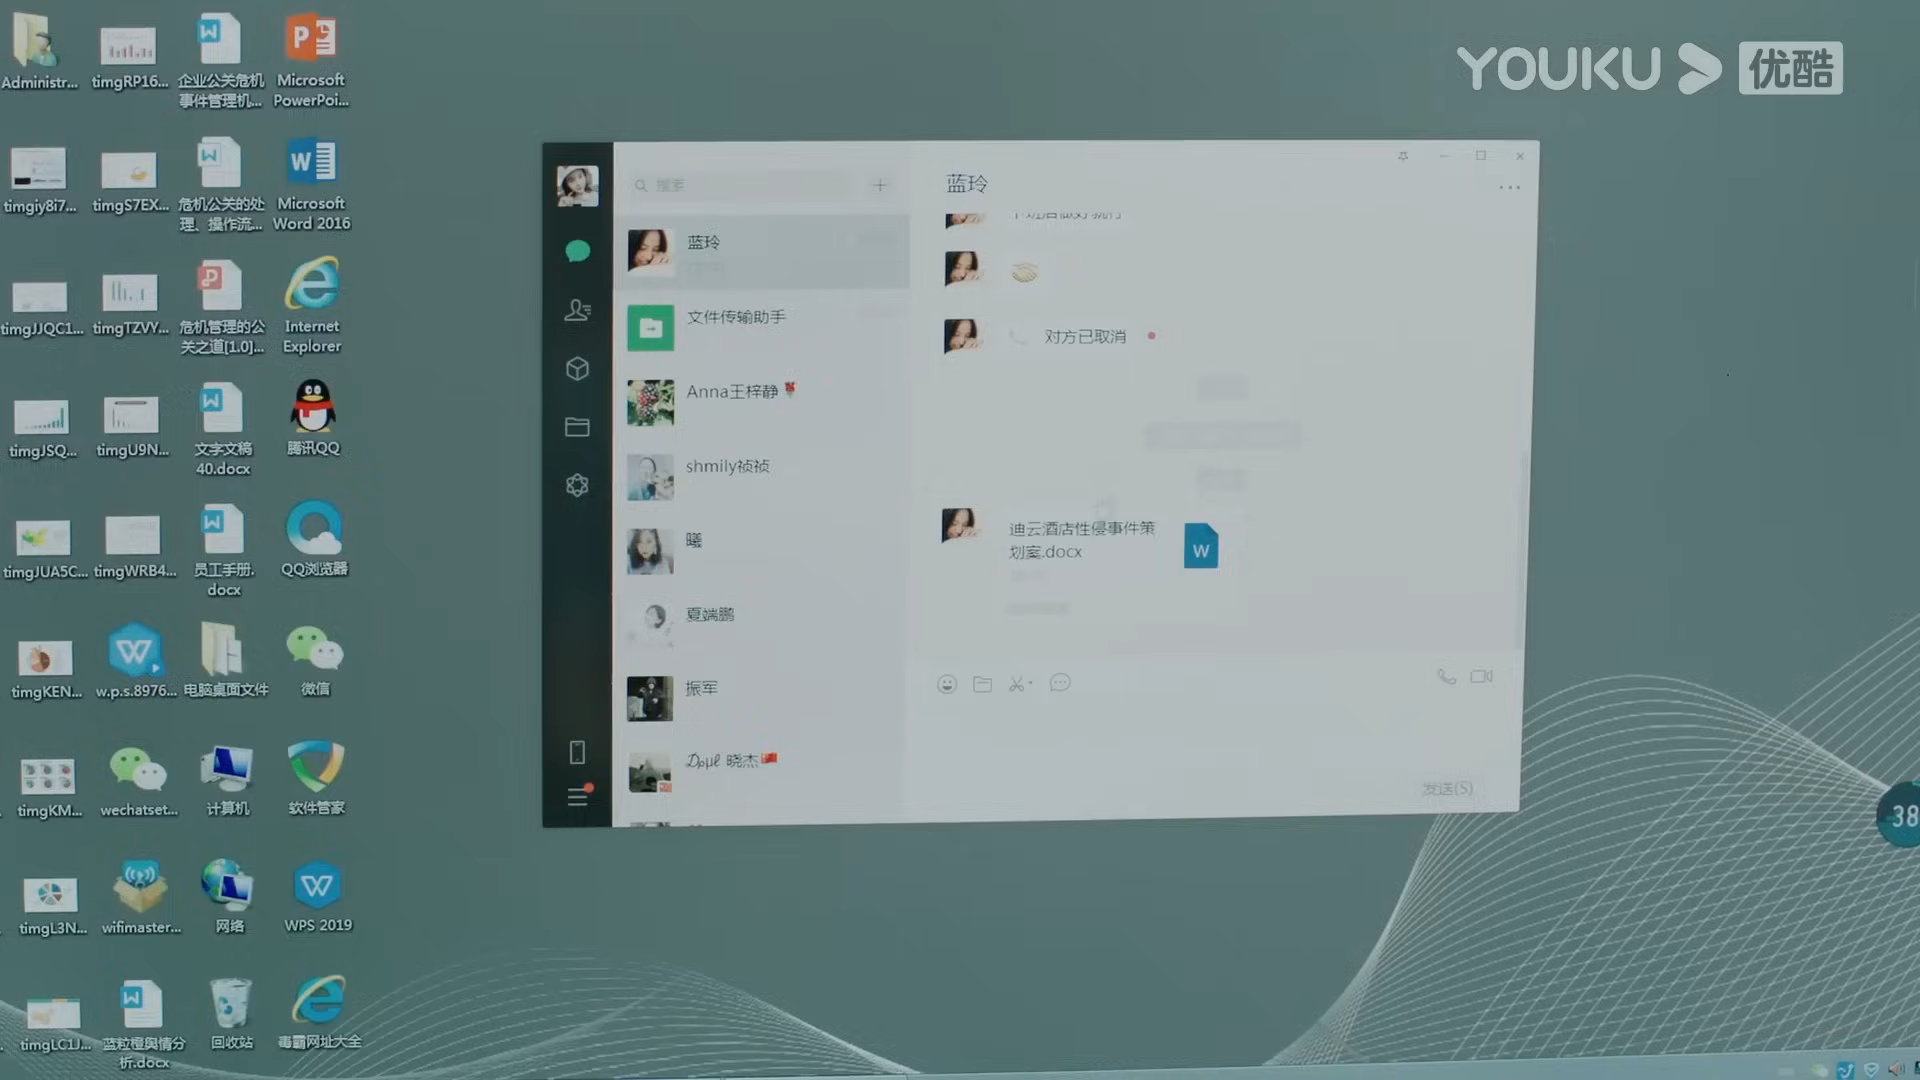 YOUKU 优酷
Administr...
timgRP16...
企业公关危机
事件管理机...
Microsoft
PowerPoi...
timgiy8i7...
timgS7EX...
危机公关的处
理、操作流...
Microsoft
Word 2016
timgJJQC1...
timgTZVY...
危机管理的公
关之道[1.0]...
Internet
Explorer
timgJSQ...
timgU9N...
文字文稿
40.docx
腾讯QQ
timgJUA5C...
timgWRB4...
员工手册.
docx
QQ浏览器
timgKEN...
w.p.s.8976...
电脑桌面文件
微信
timgKM...
wechatset...
计算机
软件管家
timgL3N...
wifimaster...
网络
WPS 2019
timgLC1J...
蓝粒橙舆情分
析.docx
回收站
毒霸网址大全
搜索
蓝玲
文件传输助手
Anna王梓静
shmily祯祯
曦
夏端鹏
振军
晓杰
蓝玲
对方已取消
迪云酒店性侵事件策
划案.docx
W
发送(S)
38